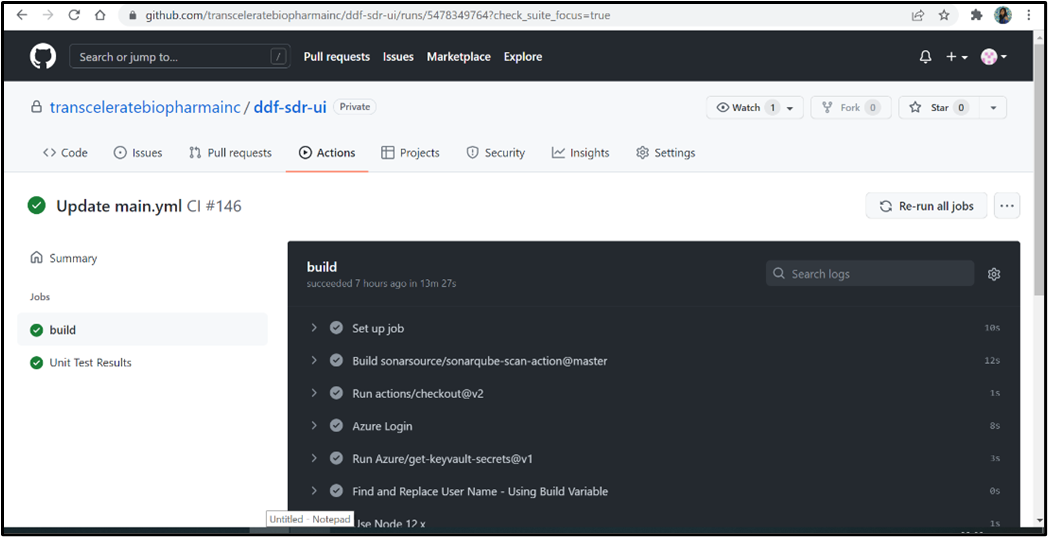 github.com/transceleratebiopharmainc/ddf-sdr-ui/runs/5478349764?check_suite_focus=true
Search or jump to... / Pull requests Issues Marketplace Explore
transceleratebiopharmainc / ddf-sdr-ui Private Watch 1 Fork 0 Star 0
Code Issues Pull requests Actions Projects Security Insights Settings
Update main.yml CI #146 Re-run all jobs
Summary
Jobs
build
Unit Test Results
build
succeeded 7 hours ago in 13m 27s
Search logs
Set up job 10s
Build sonarsource/sonarqube-scan-action@master 12s
Run actions/checkout@v2 1s
Azure Login 8s
Run Azure/get-keyvault-secrets@v1 3s
Find and Replace User Name - Using Build Variable 0s
Use Node 12.x 1s
Untitled - Notepad